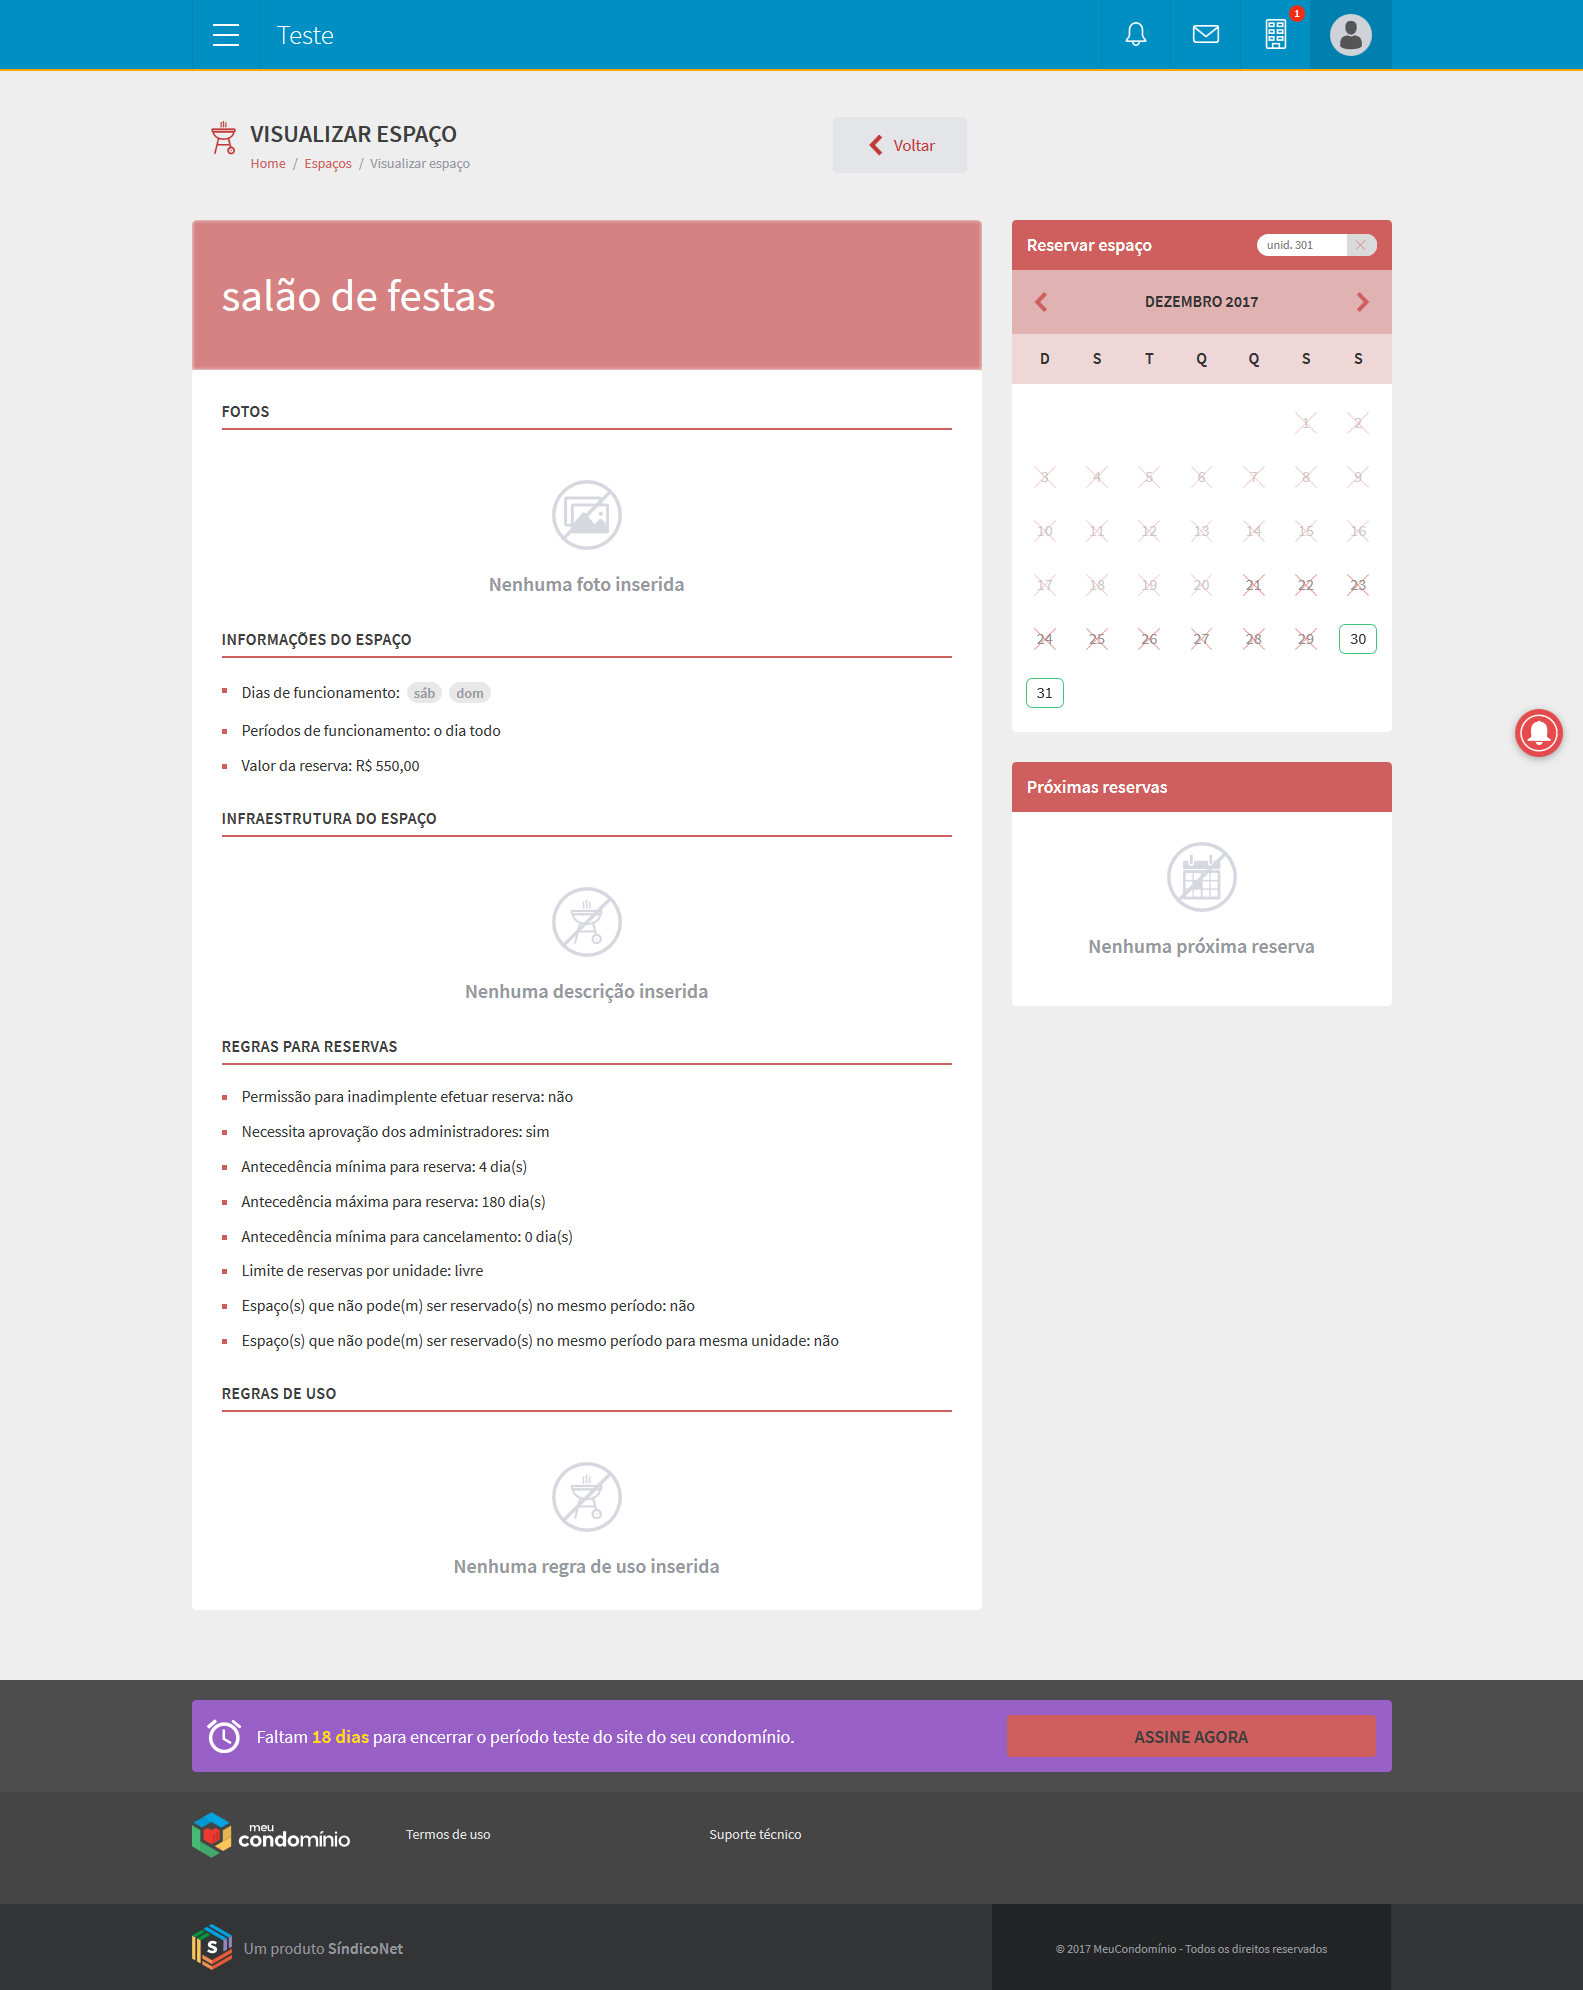 Teste
1
VISUALIZAR ESPAÇO
Home / Espaços / Visualizar espaço
Voltar
salão de festas
FOTOS
Nenhuma foto inserida
INFORMAÇÕES DO ESPAÇO
Dias de funcionamento: sáb dom
Períodos de funcionamento: o dia todo
Valor da reserva: R$ 550,00
INFRAESTRUTURA DO ESPAÇO
Nenhuma descrição inserida
REGRAS PARA RESERVAS
Permissão para inadimplente efetuar reserva: não
Necessita aprovação dos administradores: sim
Antecedência mínima para reserva: 4 dia(s)
Antecedência máxima para reserva: 180 dia(s)
Antecedência mínima para cancelamento: 0 dia(s)
Limite de reservas por unidade: livre
Espaço(s) que não pode(m) ser reservado(s) no mesmo período: não
Espaço(s) que não pode(m) ser reservado(s) no mesmo período para mesma unidade: não
REGRAS DE USO
Nenhuma regra de uso inserida
Reservar espaço
unid. 301
DEZEMBRO 2017
D S T Q Q S S
1 2
3 4 5 6 7 8 9
10 11 12 13 14 15 16
17 18 19 20 21 22 23
24 25 26 27 28 29 30
31
Próximas reservas
Nenhuma próxima reserva
Faltam 18 dias para encerrar o período teste do site do seu condomínio.
ASSINE AGORA
meu
condomínio
Termos de uso
Suporte técnico
S
Um produto SíndicoNet
© 2017 MeuCondomínio - Todos os direitos reservados